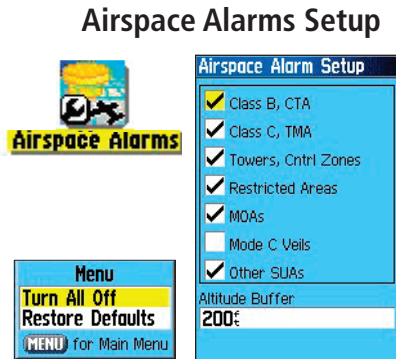 Airspace Alarms Setup
Airspace Alarms
Menu
Turn All Off
Restore Defaults
MENU for Main Menu
Airspace Alarm Setup
Class B, CTA
Class C, TMA
Towers, Cntrl Zones
Restricted Areas
MOAs
Mode C Veils
Other SUAs
Altitude Buffer
200ft